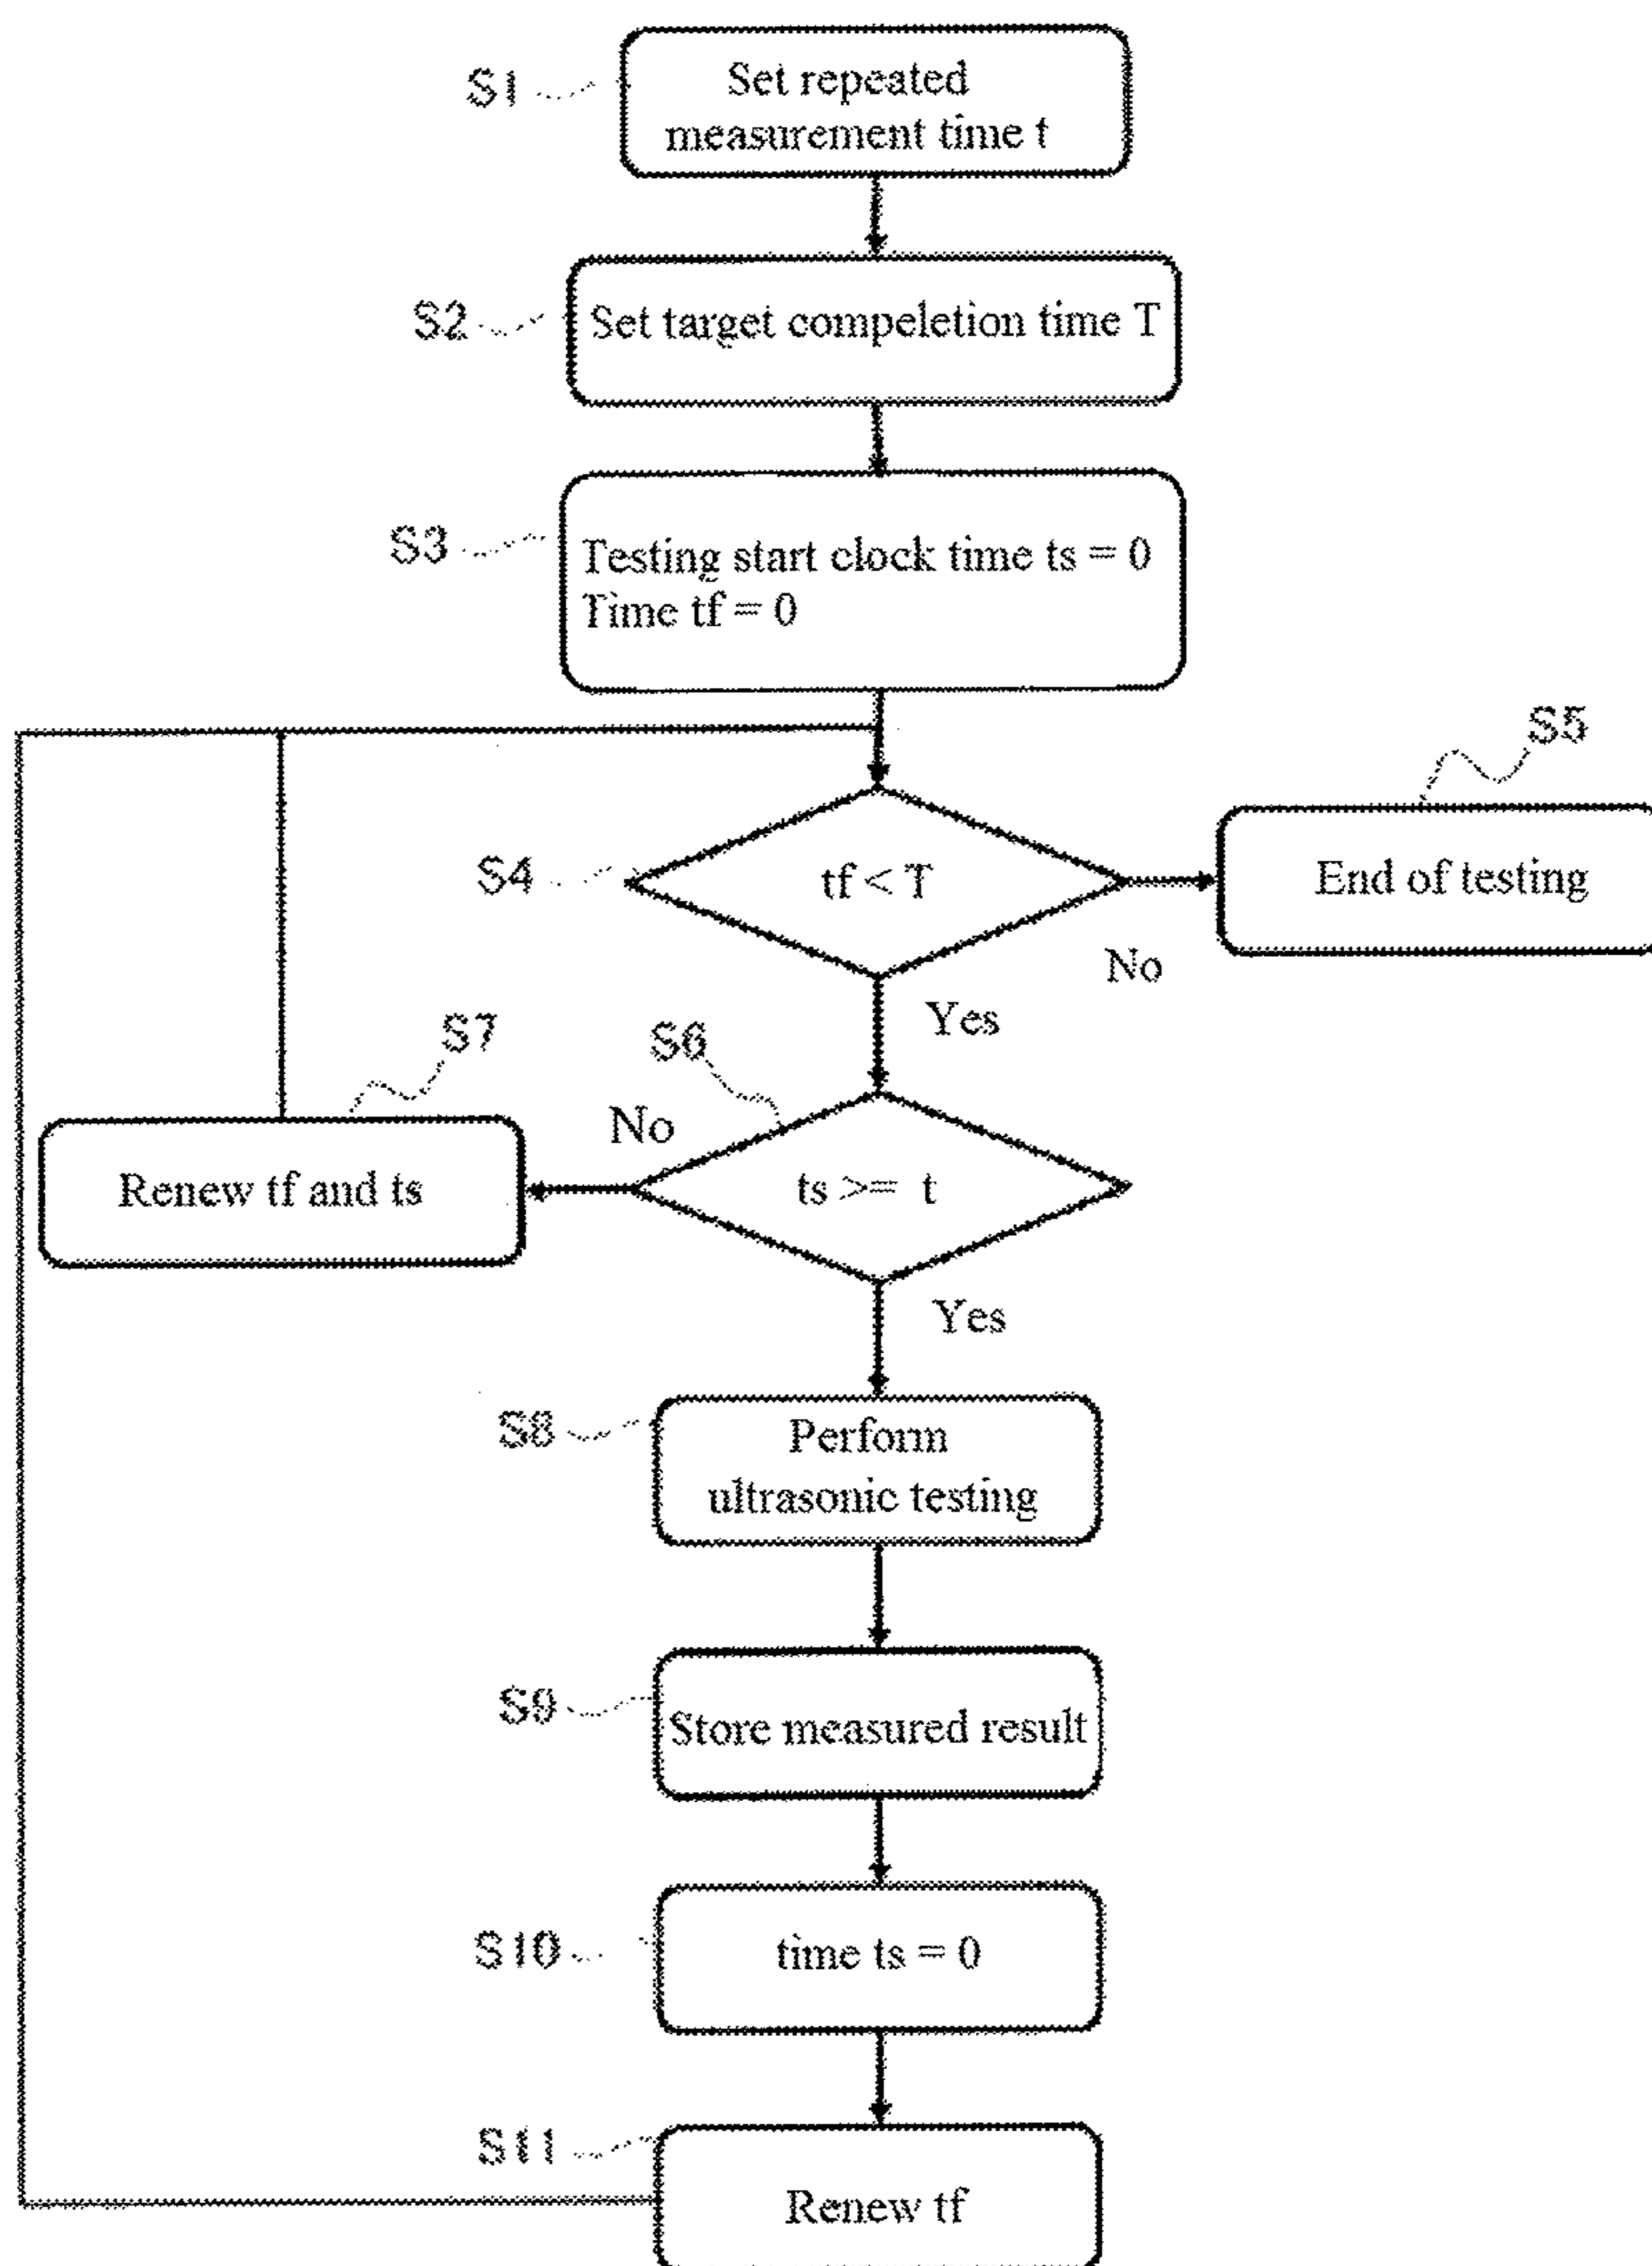 S1
Set repeated
measurement time t
S2
Set target compeletion time T
S3
Testing start clock time ts = 0
Time tf = 0
S5
S4
tf < T
End of testing
No
Yes
S7
S6
No
Renew tf and ts
ts >= t
Yes
S8
Perform
ultrasonic testing
S9
Store measured result
S10
time ts = 0
S11
Renew tf